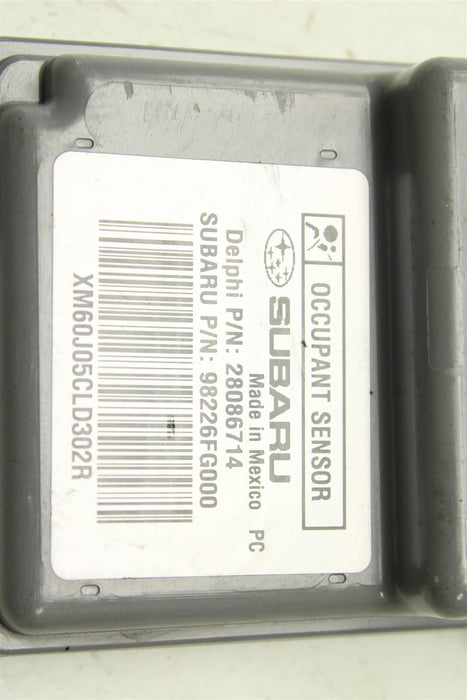 OCCUPANT SENSOR
SUBARU
Made in Mexico PC
Delphi P/N: 28086714
SUBARU P/N: 98226FG000
XM60J05CLD302R